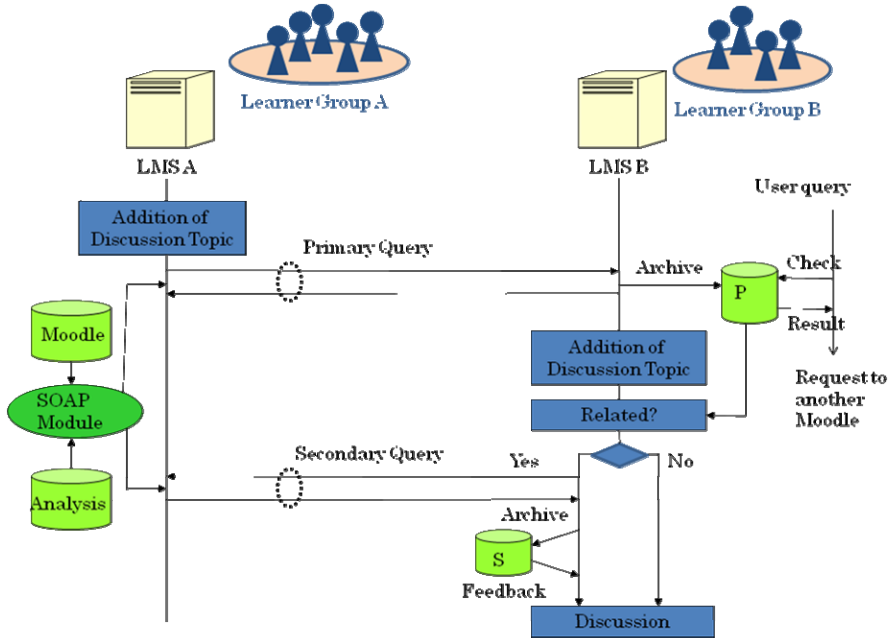 Learner Group A
Learner Group B
LMS A
LMS B
User query
Addition of
Discussion Topic
Primary Query
Archive
Check
P
Result
Moodle
Addition of
Discussion Topic
Request to
another
Moodle
SOAP
Module
Related?
Secondary Query
Yes
No
Analysis
Archive
S
Feedback
Discussion